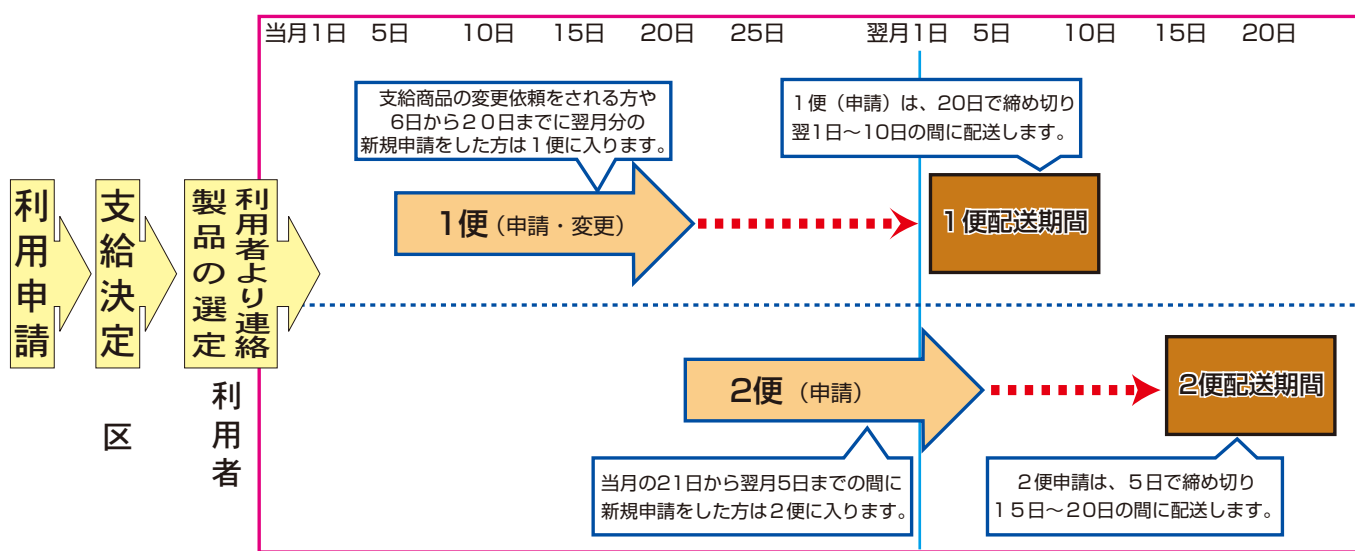 当月1日 5日 10日 15日 20日 25日 翌月1日 5日 10日 15日 20日
支給商品の変更依頼をされる方や
6日から20日までに翌月分の
新規申請をした方は1便に入ります。
1便（申請）は、20日で締め切り
翌1日～10日の間に配送します。
利用申請
支給決定
利用者より連絡
製品の選定
1便（申請・変更）
1便配送期間
2便（申請）
2便配送期間
区
利用者
当月の21日から翌月5日までの間に
新規申請をした方は2便に入ります。
2便申請は、5日で締め切り
15日～20日の間に配送します。